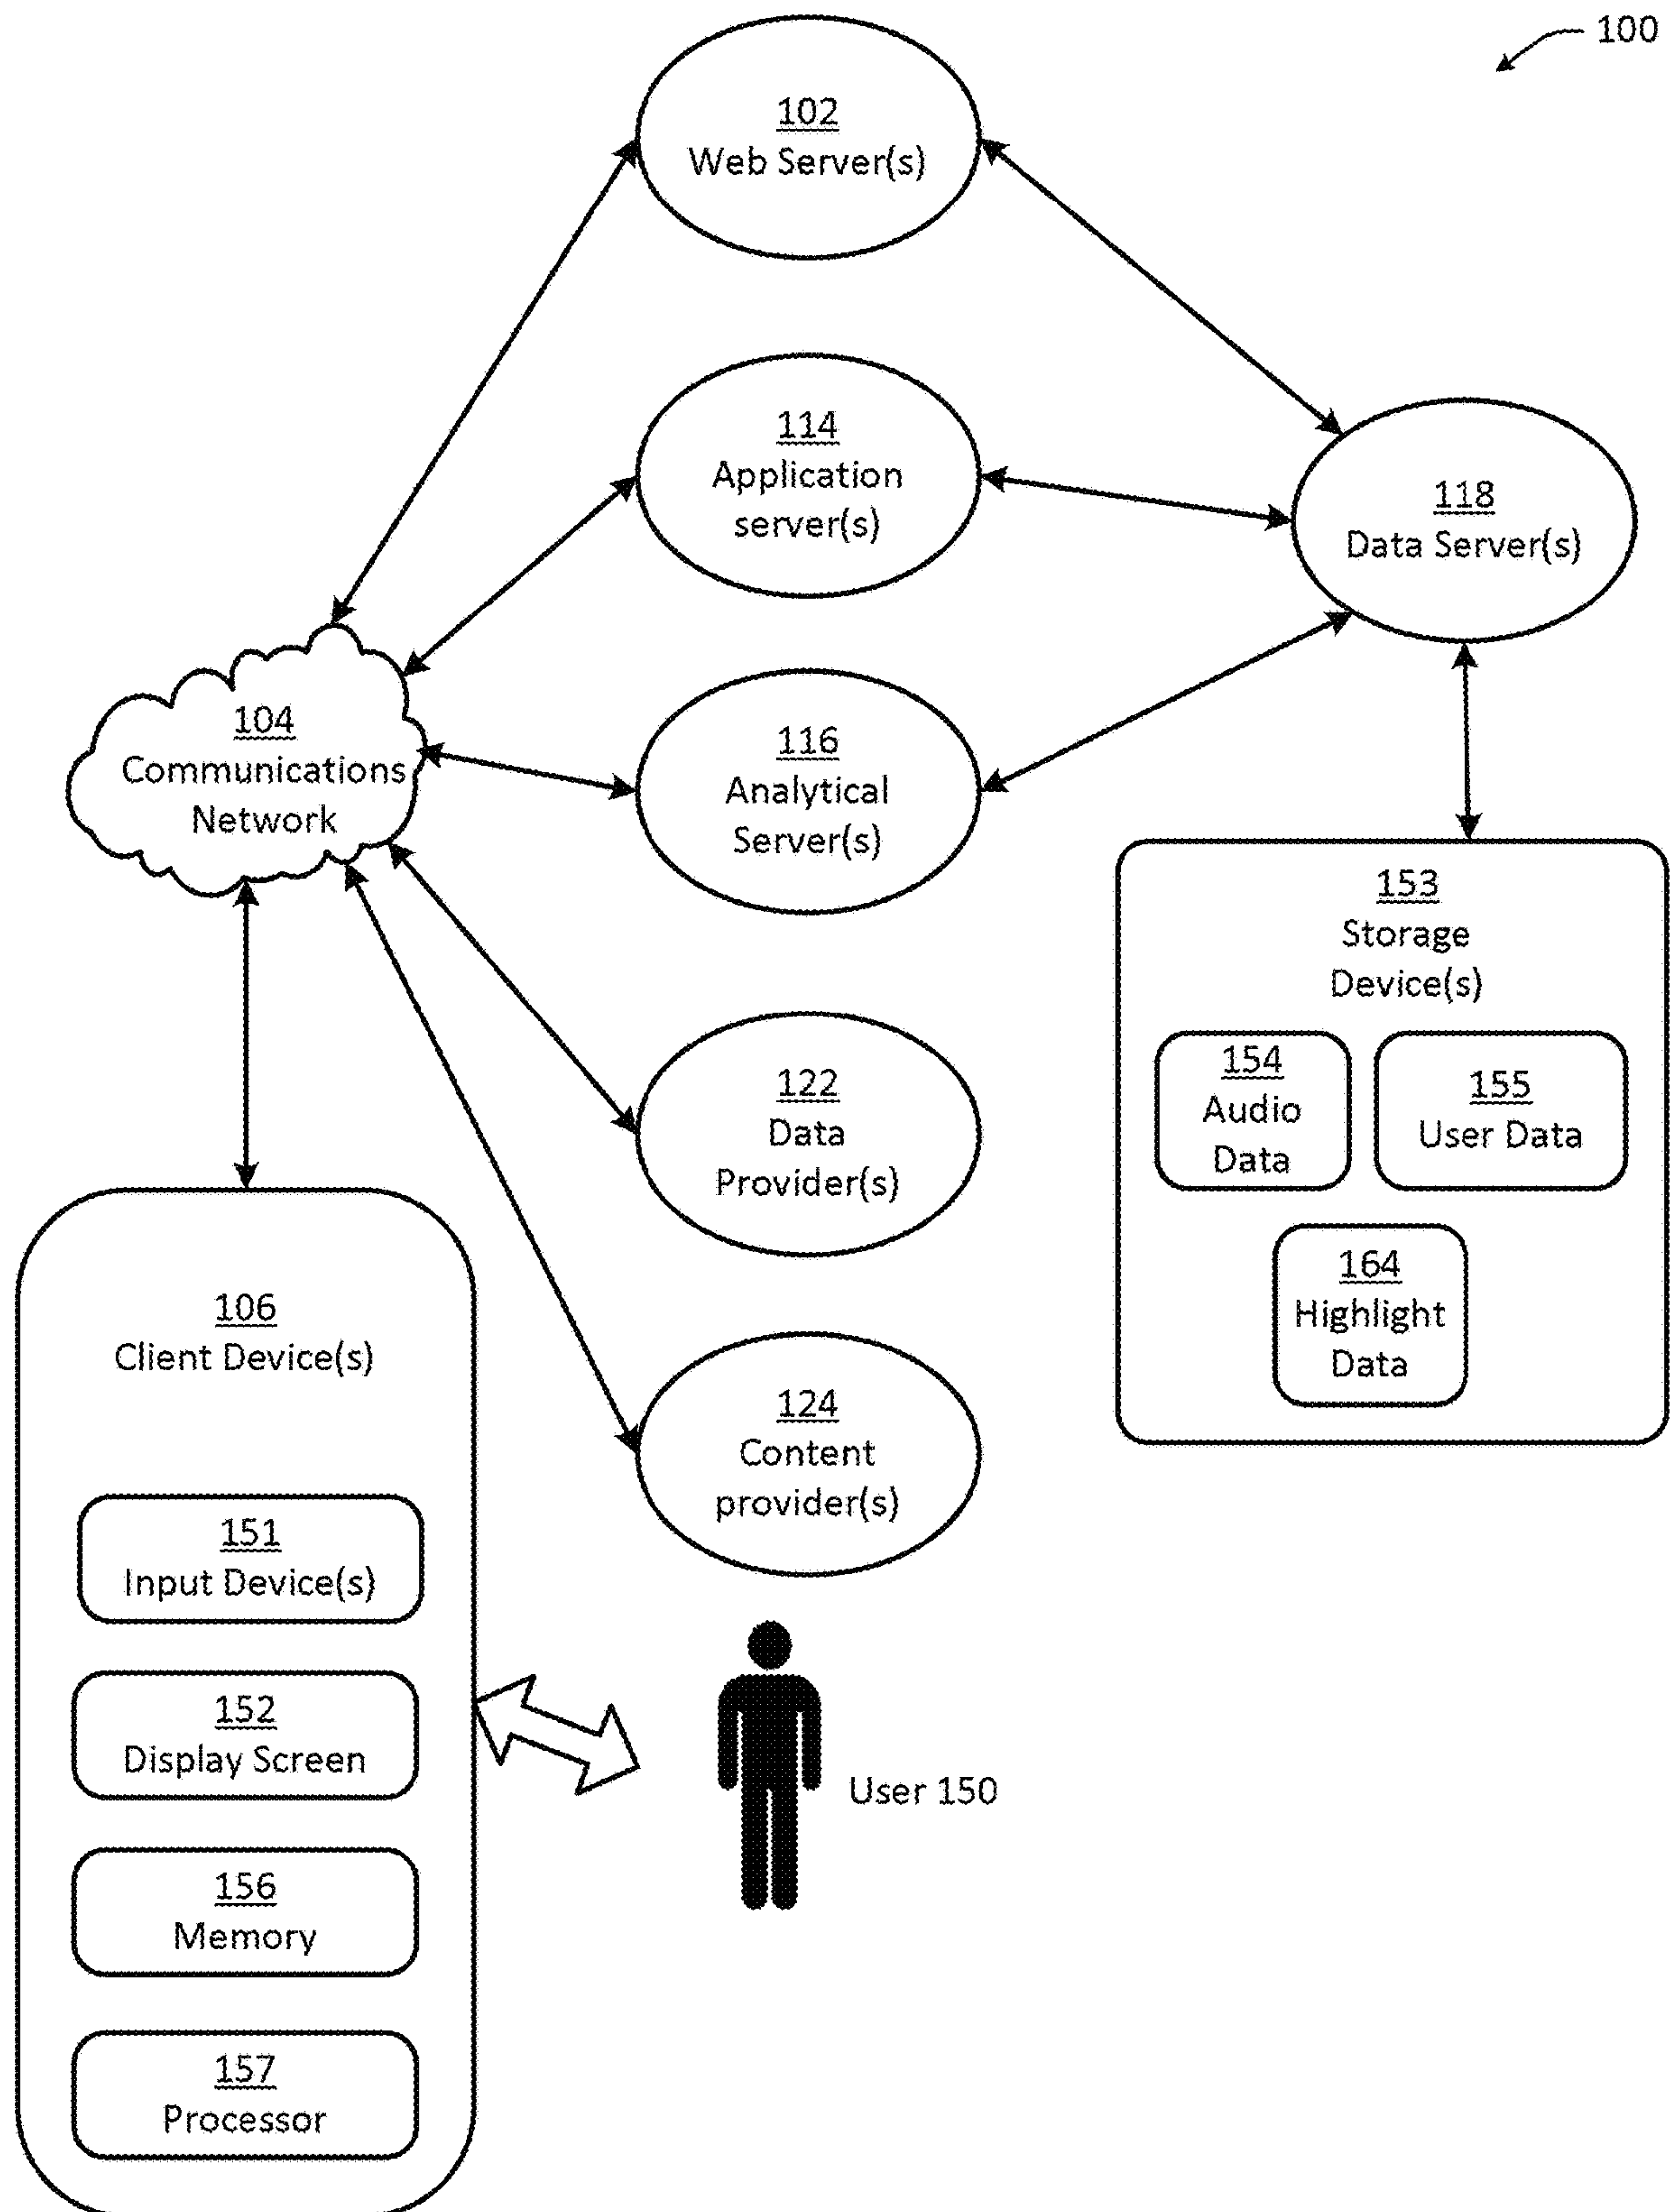 100
102
Web Server(s)
114
Application
server(s)
118
Data Server(s)
104
Communications
Network
116
Analytical
Server(s)
153
Storage
Device(s)
154
Audio
Data
155
User Data
164
Highlight
Data
122
Data
Provider(s)
124
Content
provider(s)
106
Client Device(s)
151
Input Device(s)
152
Display Screen
156
Memory
157
Processor
User 150